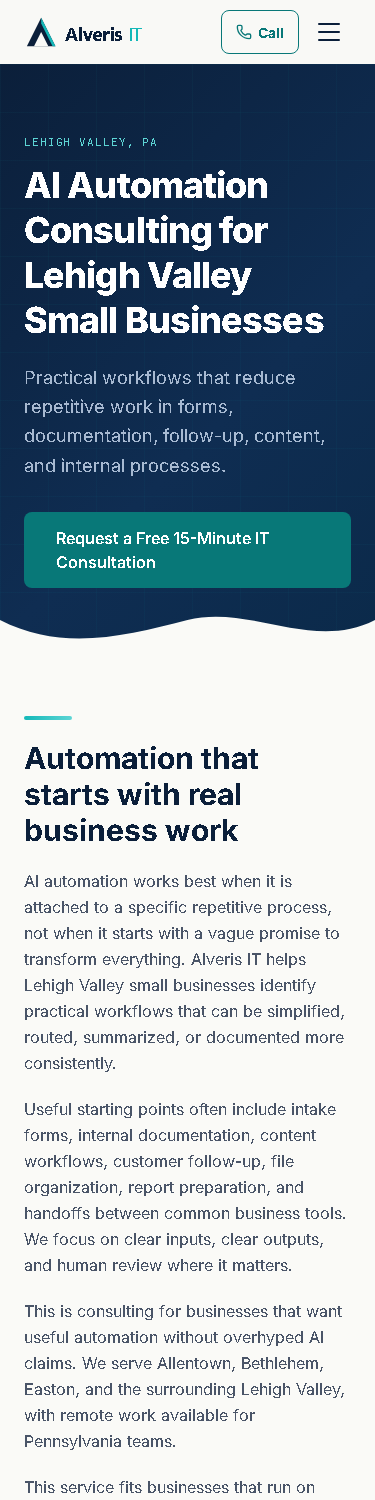 Alveris IT
Call
LEHIGH VALLEY, PA
AI Automation
Consulting for
Lehigh Valley
Small Businesses
Practical workflows that reduce
repetitive work in forms,
documentation, follow-up, content,
and internal processes.
Request a Free 15-Minute IT
Consultation
Automation that
starts with real
business work
AI automation works best when it is
attached to a specific repetitive process,
not when it starts with a vague promise to
transform everything. Alveris IT helps
Lehigh Valley small businesses identify
practical workflows that can be simplified,
routed, summarized, or documented more
consistently.
Useful starting points often include intake
forms, internal documentation, content
workflows, customer follow-up, file
organization, report preparation, and
handoffs between common business tools.
We focus on clear inputs, clear outputs,
and human review where it matters.
This is consulting for businesses that want
useful automation without overhyped AI
claims. We serve Allentown, Bethlehem,
Easton, and the surrounding Lehigh Valley,
with remote work available for
Pennsylvania teams.
This service fits businesses that run on